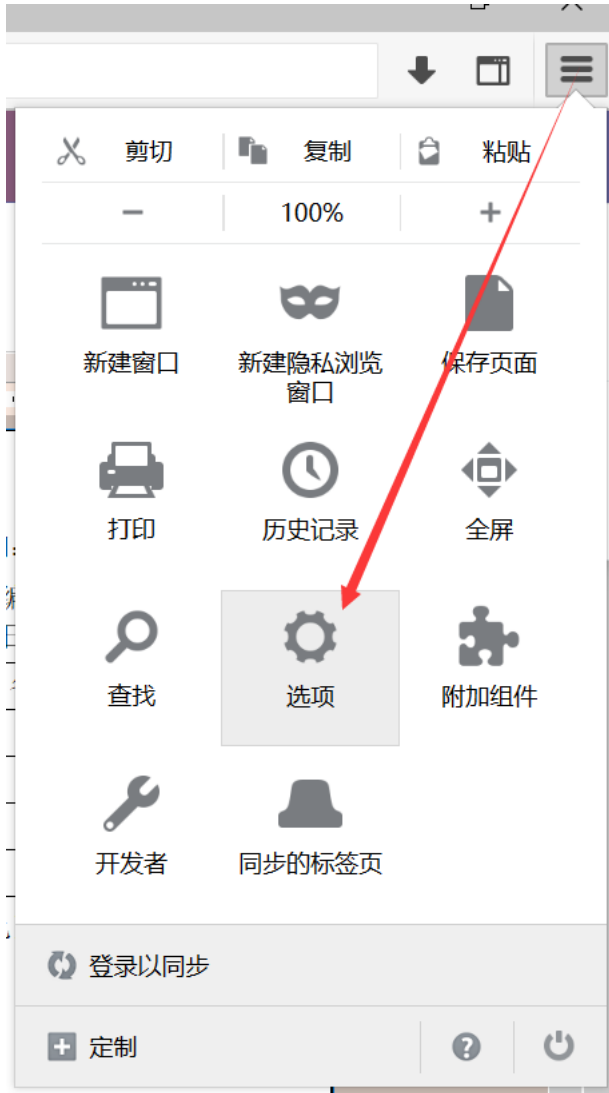 剪切 复制 粘贴
100%
新建窗口 新建隐私浏览 保存页面
窗口
打印 历史记录 全屏
查找 选项 附加组件
开发者 同步的标签页
登录以同步
定制